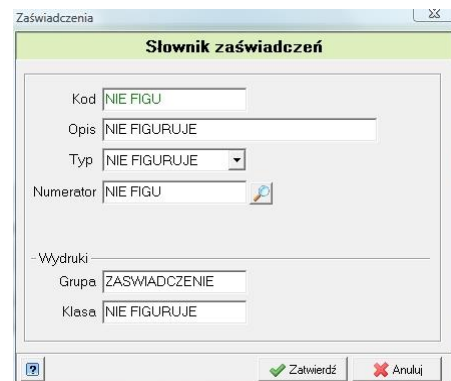 Zaświadczenia
Słownik zaświadczeń
Kod NIE FIGU
Opis NIE FIGURUJE
Typ NIE FIGURUJE
Numerator NIE FIGU
Wydruki
Grupa ZASWIADCZENIE
Klasa NIE FIGURUJE
? Zatwierdź Anuluj